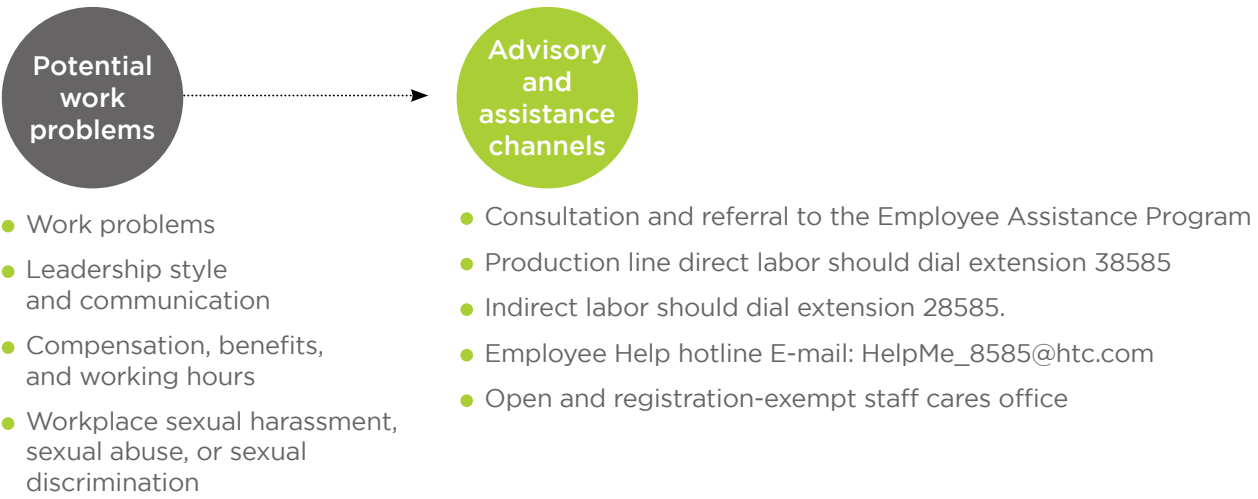 Potential
work
problems
Advisory
and
assistance
channels
Work problems
Leadership style
and communication
Compensation, benefits,
and working hours
Workplace sexual harassment,
sexual abuse, or sexual
discrimination
Consultation and referral to the Employee Assistance Program
Production line direct labor should dial extension 38585
Indirect labor should dial extension 28585.
Employee Help hotline E-mail: HelpMe_8585@htc.com
Open and registration-exempt staff cares office